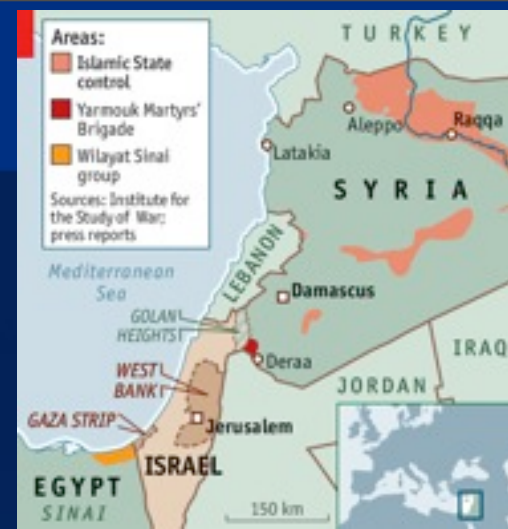 Areas:
Islamic State
control
Yarmouk Martyrs'
Brigade
Wilayat Sinai
group
Sources: Institute for
the Study of War;
press reports
TURKEY
Aleppo
Raqqa
Latakia
SYRIA
Mediterranean
Sea
LEBANON
Damascus
GOLAN
HEIGHTS
IRAQ
Deraa
WEST
BANK
JORDAN
GAZA STRIP
Jerusalem
ISRAEL
EGYPT
SINAI
150 km